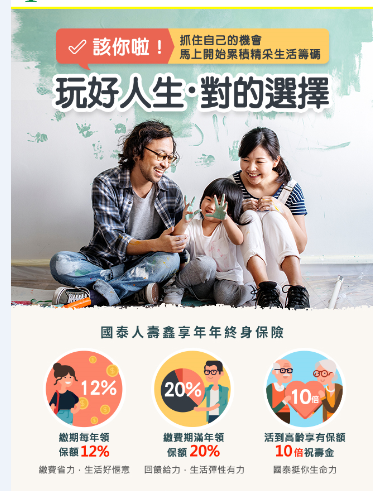 該你啦！
抓住自己的機會
馬上開始累積精采生活籌碼
玩好人生·對的選擇
國泰人壽鑫享年年終身保險
12%
20%
10倍
繳期每年領
保額12%
繳費期滿年領
保額20%
活到高齡享有保額
10倍祝壽金
繳費省力·生活好愜意
回饋給力·生活彈性有力
國泰挺你生命力